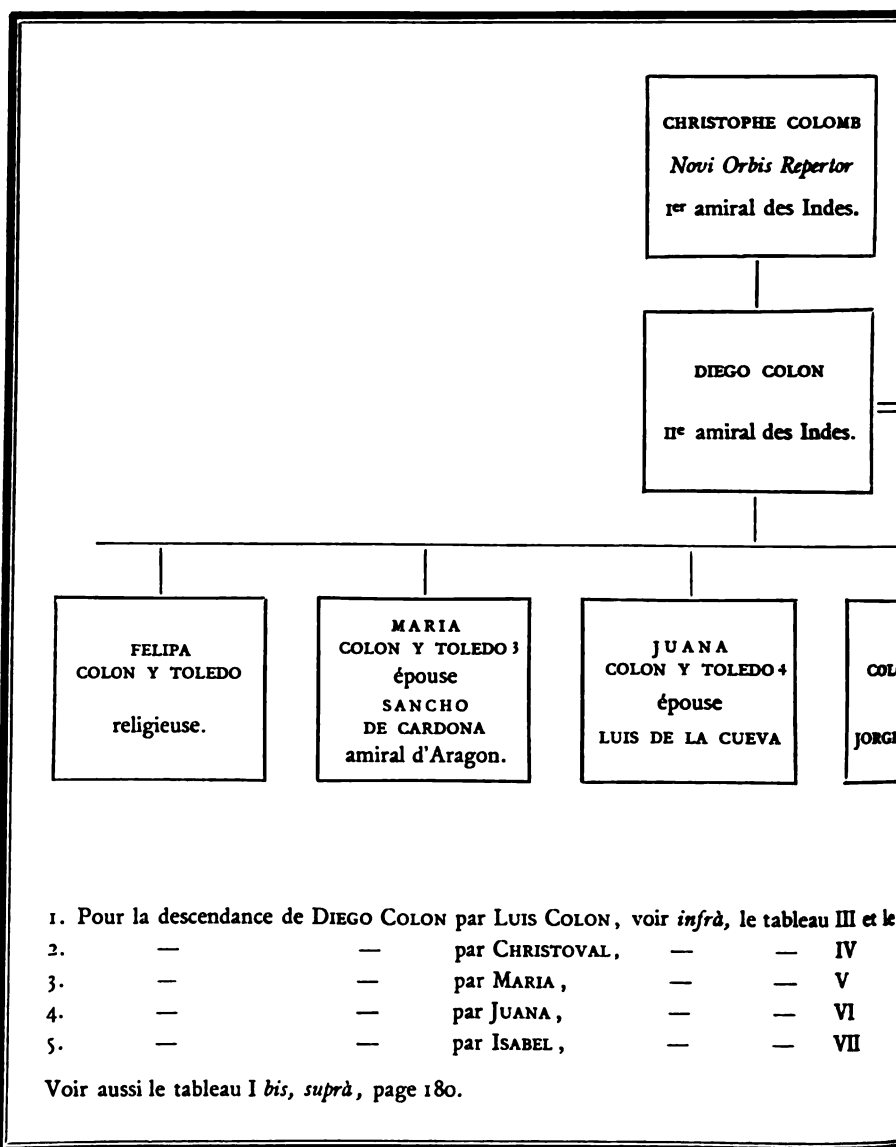 CHRISTOPHE COLOMB
Novi Orbis Repertor
Ier amiral des Indes.
DIEGO COLON
IIe amiral des Indes.
FELIPA
COLON Y TOLEDO
religieuse.
MARIA
COLON Y TOLEDO 3
épouse
SANCHO
DE CARDONA
amiral d'Aragon.
JUANA
COLON Y TOLEDO 4
épouse
LUIS DE LA CUEVA
1. Pour la descendance de DIEGO COLON par LUIS COLON, voir infrà, le tableau III et le
2. — — par CHRISTOVAL, — — IV
3. — — par MARIA, — — V
4. — — par JUANA, — — VI
5. — — par ISABEL, — — VII
Voir aussi le tableau I bis, suprà, page 180.